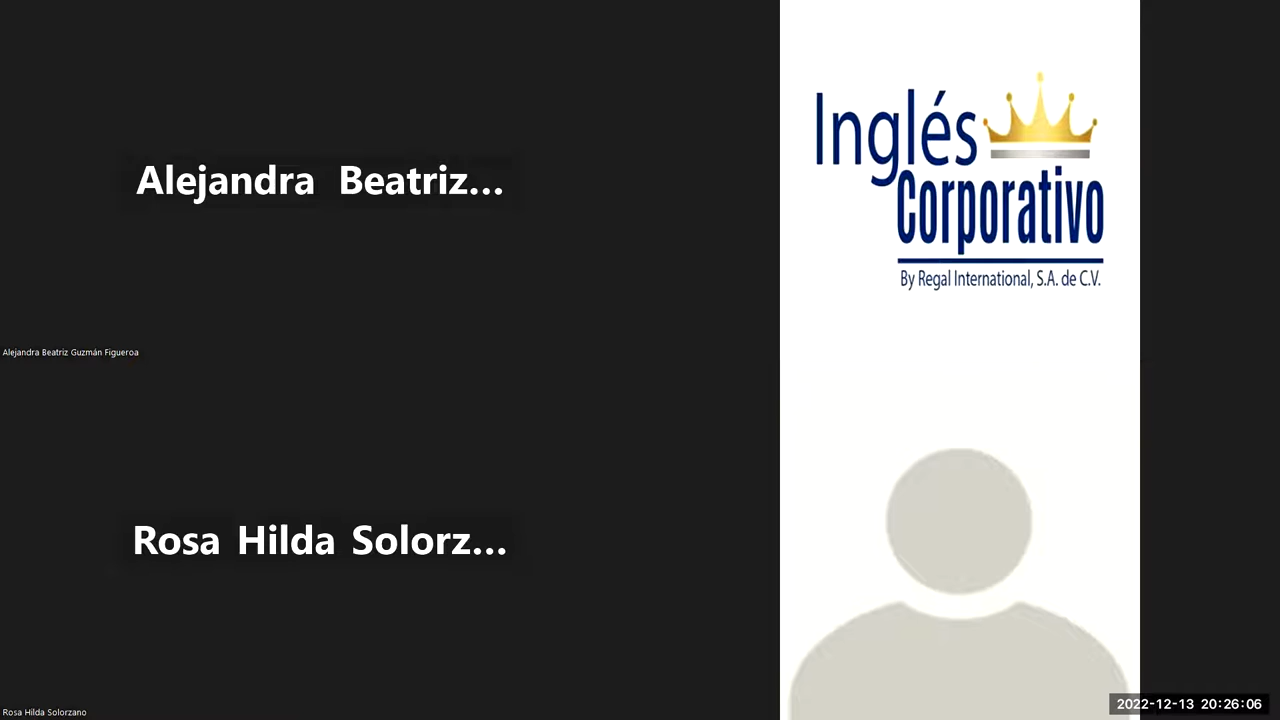 Alejandra Beatriz...
Alejandra Beatriz Guzmán Figueroa
Inglés
Corporativo
By Regal International, S.A. de C.V.
Rosa Hilda Solorz...
Rosa Hilda Solorzano
2022-12-13 20:26:06